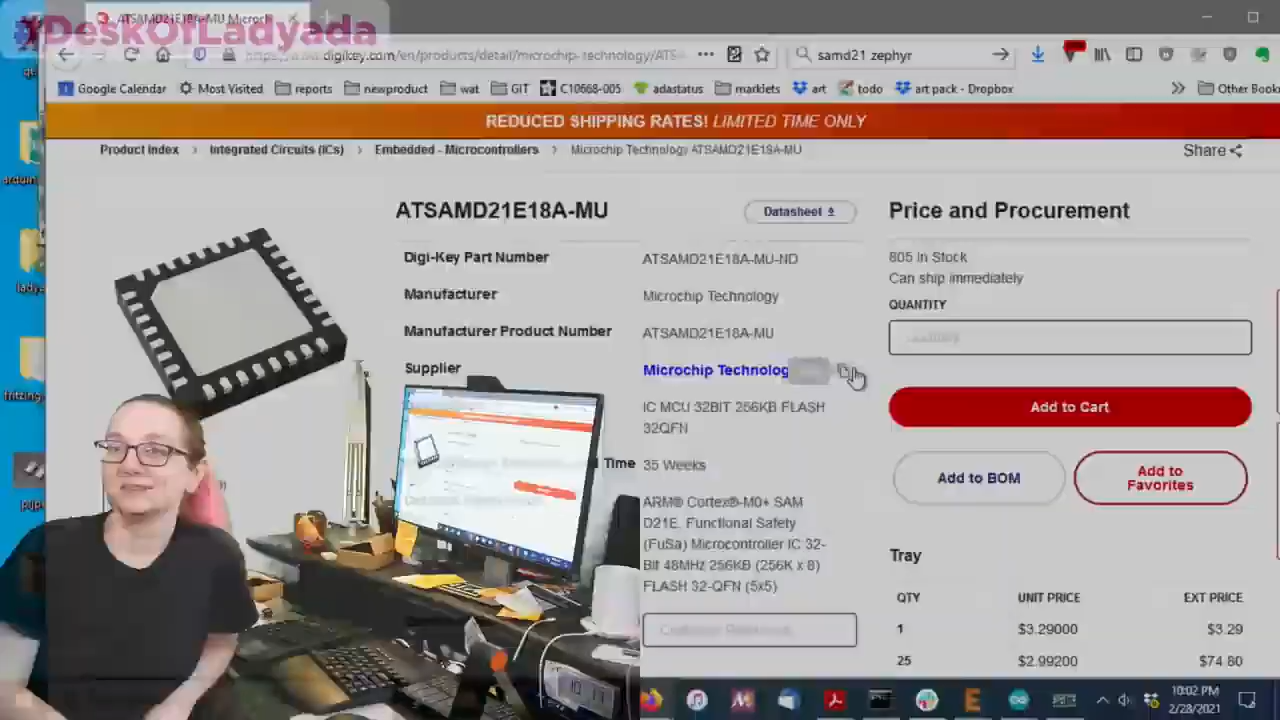 DeskOfLadyada
ATSAMD21E18A-MU Microch
https://www.digikey.com/en/products/detail/microchip-technology/ATS
samd21 zephyr
Google Calendar
Most Visited
reports
newproduct
wat
GIT
C10668-005
adastatus
marklets
art
todo
art pack - Dropbox
Other Book
REDUCED SHIPPING RATES! LIMITED TIME ONLY
Product Index > Integrated Circuits (ICs) > Embedded - Microcontrollers > Microchip Technology ATSAMD21E18A-MU
Share
ATSAMD21E18A-MU
Datasheet
Price and Procurement
Digi-Key Part Number
ATSAMD21E18A-MU-ND
805 In Stock
Can ship immediately
Manufacturer
Microchip Technology
QUANTITY
Manufacturer Product Number
ATSAMD21E18A-MU
Supplier
Microchip Technolog
IC MCU 32BIT 256KB FLASH
32QFN
Add to Cart
Time
35 Weeks
Add to BOM
Add to
Favorites
ARM® Cortex®-M0+ SAM
D21E, Functional Safety
(FuSa) Microcontroller IC 32-
Bit 48MHz 256KB (256K x 8)
FLASH 32-QFN (5x5)
Tray
QTY
UNIT PRICE
EXT PRICE
1
$3.29000
$3.29
25
$2.99200
$74.80
10:02 PM
2/28/2021